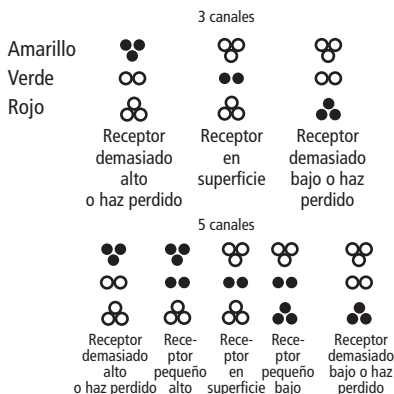 3 canales
Amarillo
Verde
Rojo
Receptor demasiado alto o haz perdido
Receptor en superficie
Receptor demasiado bajo o haz perdido
5 canales
Receptor demasiado alto o haz perdido
Rece-ptor pequeño alto
Rece-ptor en superficie
Rece-ptor pequeño bajo
Receptor demasiado bajo o haz perdido